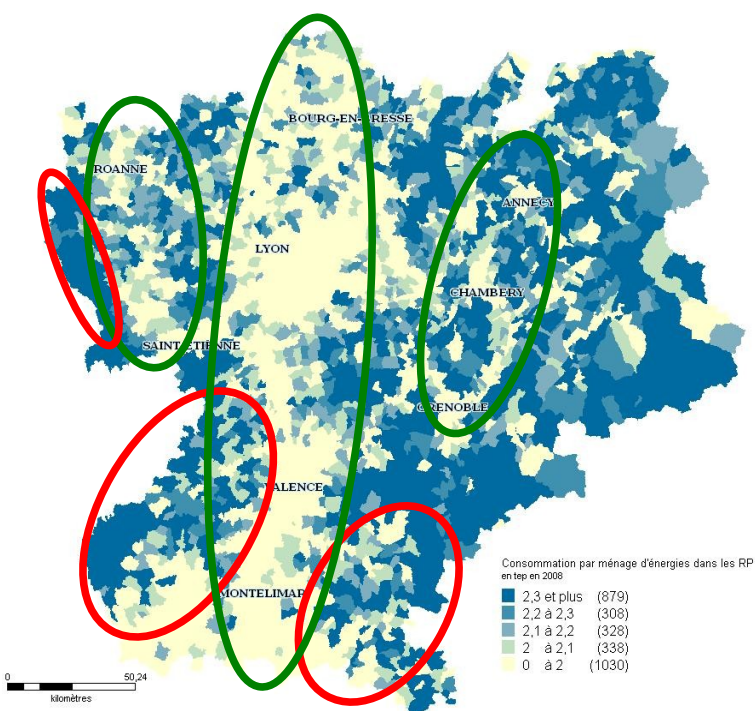 BOURG-EN-BRESSE
ROANNE
ANNECY
LYON
CHAMBERY
SAINT-ETIENNE
GRENOBLE
VALENCE
MONTELIMAR
Consommation par ménage d'énergies dans les RP
en tep en 2008
2,3 et plus (879)
2,2 à 2,3 (308)
2,1 à 2,2 (328)
2 à 2,1 (338)
0 à 2 (1030)
0 50,24
kilomètres